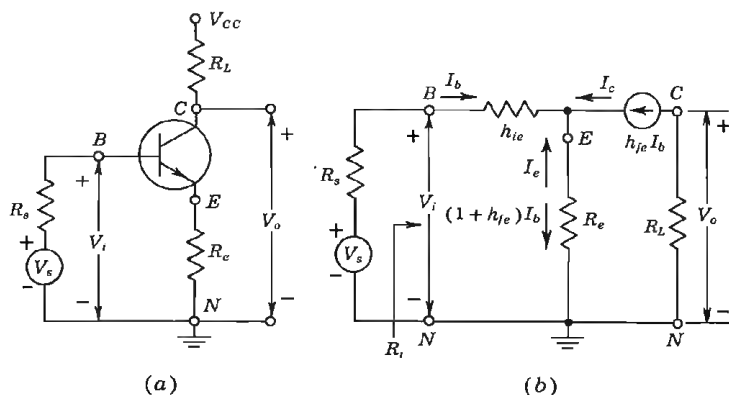 V_CC
R_L
C
B
+
+
+
R_s
E
V_i
V_o
+
V_s
R_e
−
−
−
N
(a)
B
I_b
I_c
C
+
+
h_ie
E
h_fe I_b
R_s
I_e
V_i
(1 + h_fe)I_b
R_e
R_L
V_o
+
V_s
−
−
−
R_i
N
N
(b)